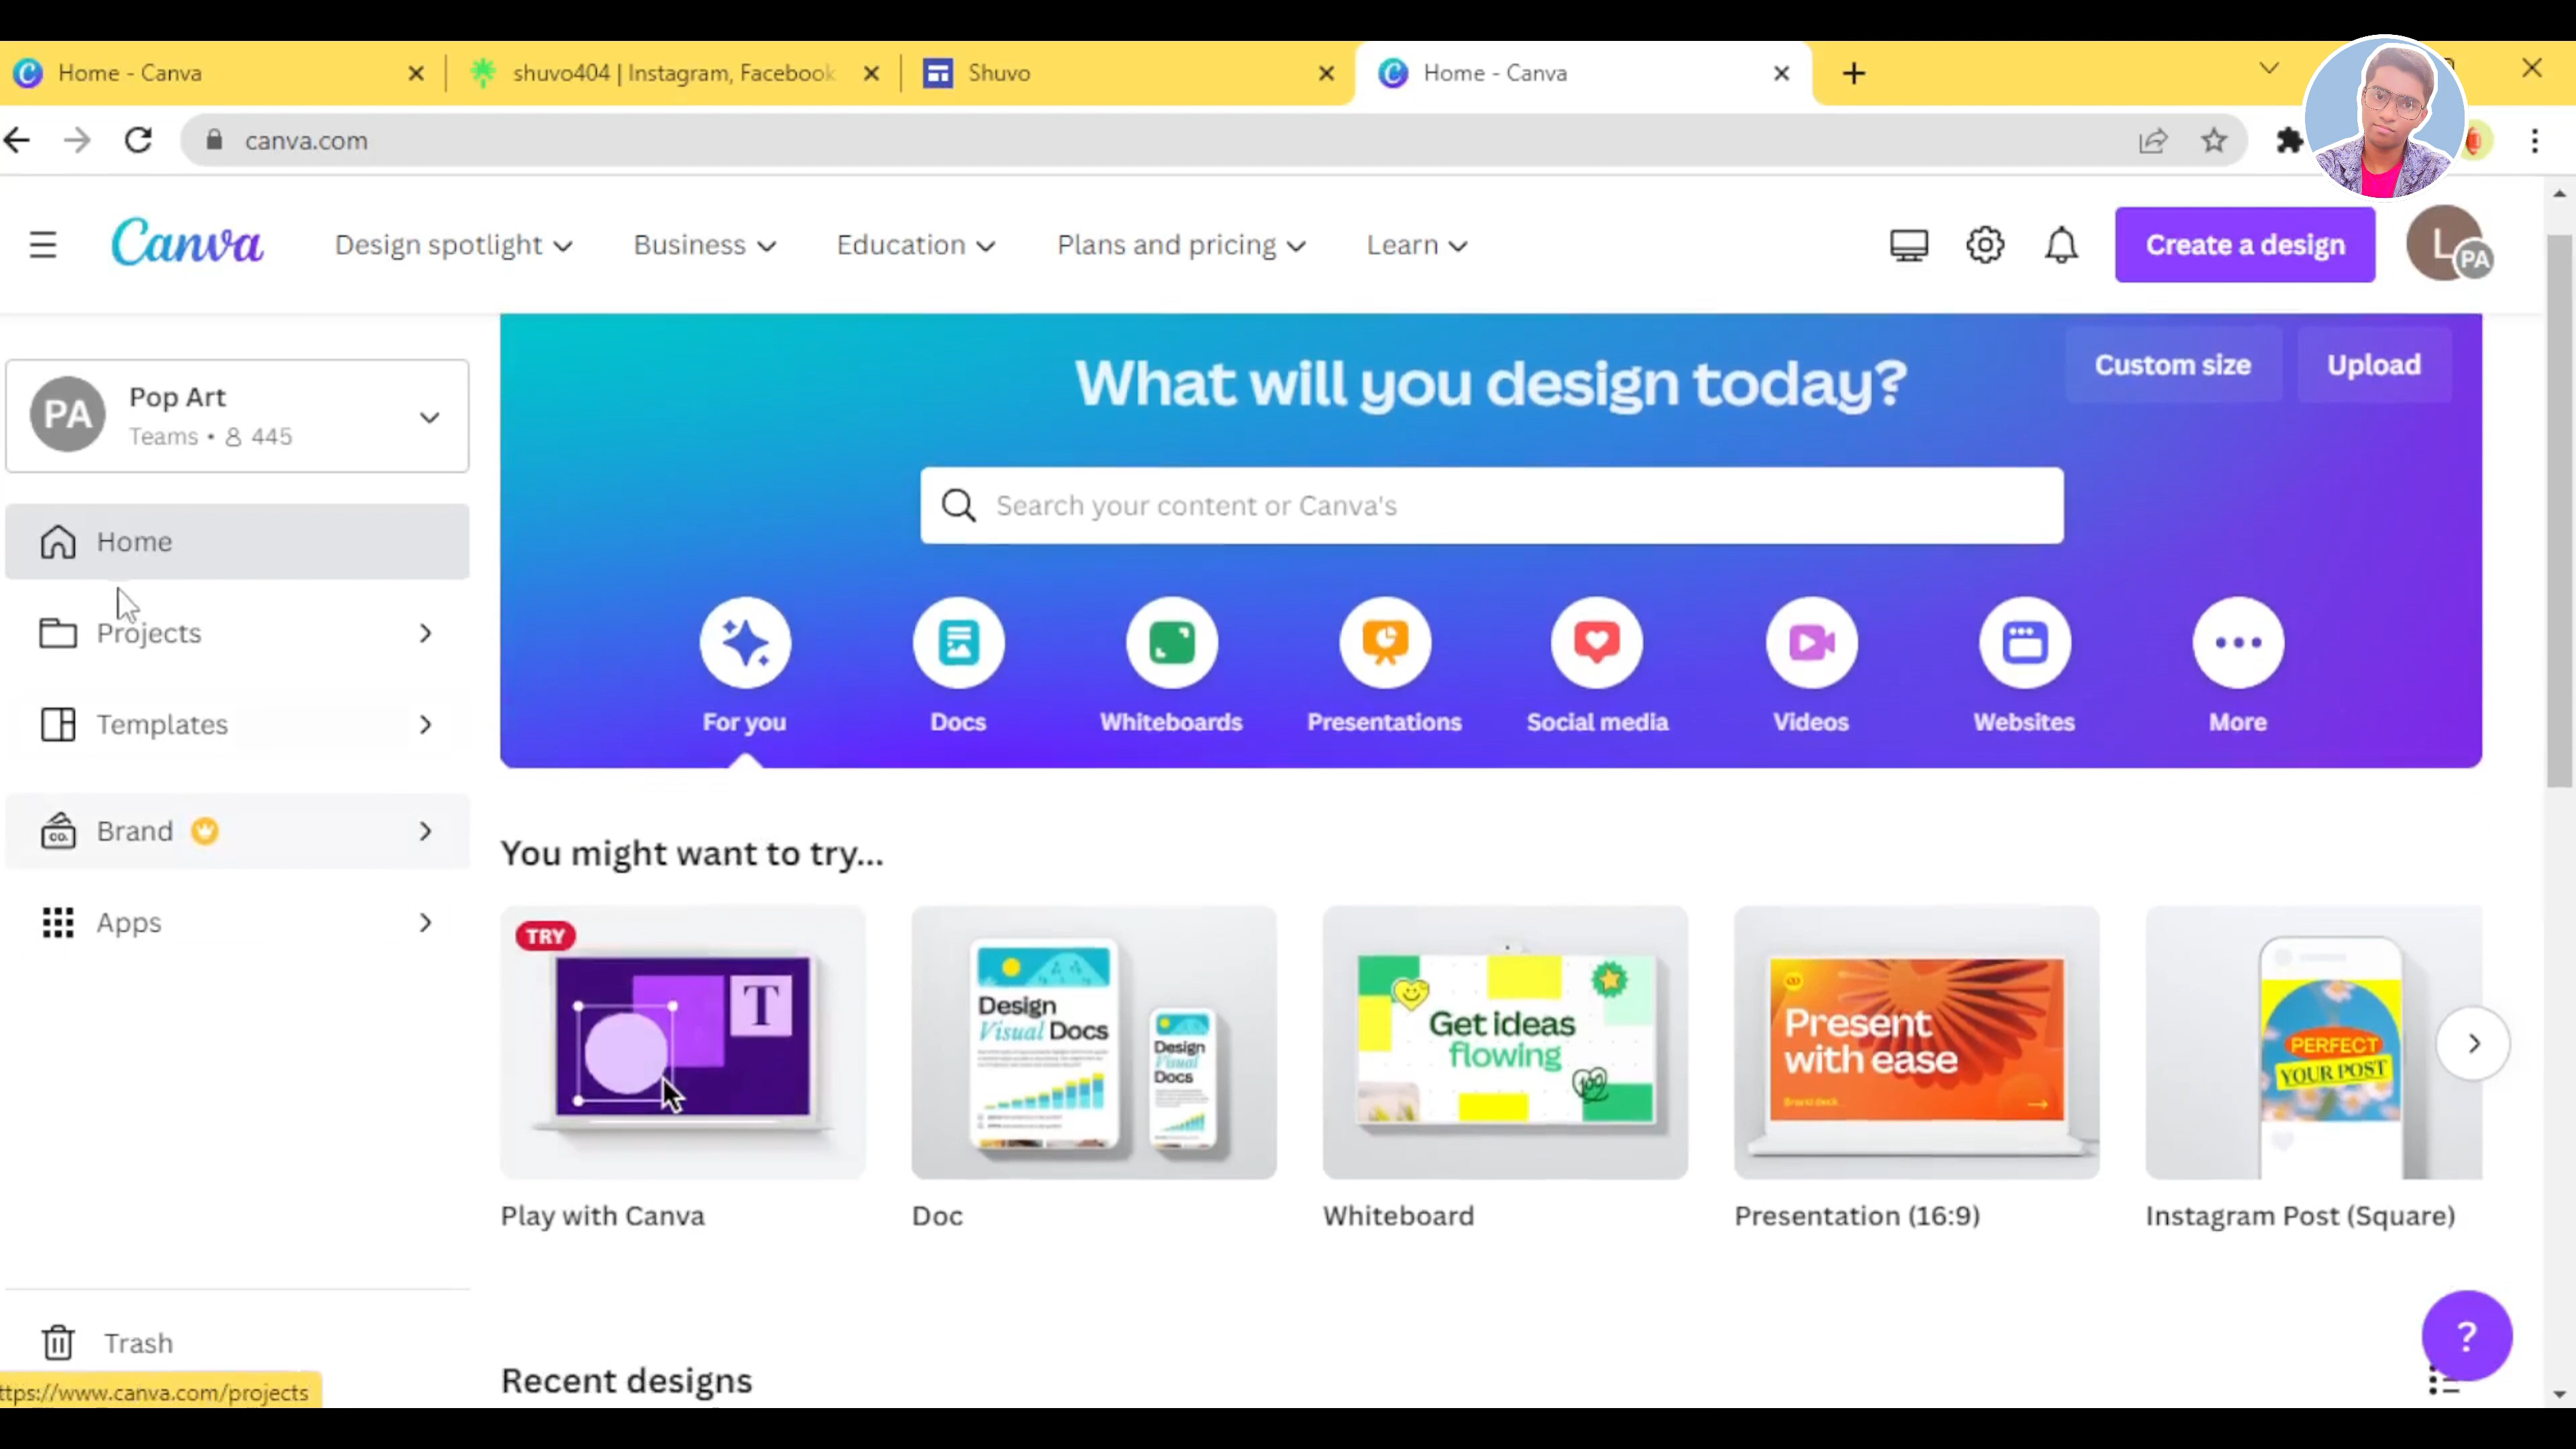 Home - Canva
shuvo404 | Instagram, Facebook
Shuvo
Home - Canva
canva.com
Canva
Design spotlight
Business
Education
Plans and pricing
Learn
Create a design
L
PA
PA
Pop Art
Teams • 445
Home
Projects
Templates
CO.
Brand
Apps
Trash
ttps://www.canva.com/projects
What will you design today?
Custom size
Upload
Search your content or Canva's
For you
Docs
Whiteboards
Presentations
Social media
Videos
Websites
More
You might want to try...
TRY
T
Play with Canva
Design
Visual Docs
Design
Visual
Docs
Doc
Get ideas
flowing
100
Whiteboard
Present
with ease
Presentation (16:9)
PERFECT
YOUR POST
Instagram Post (Square)
Recent designs
?